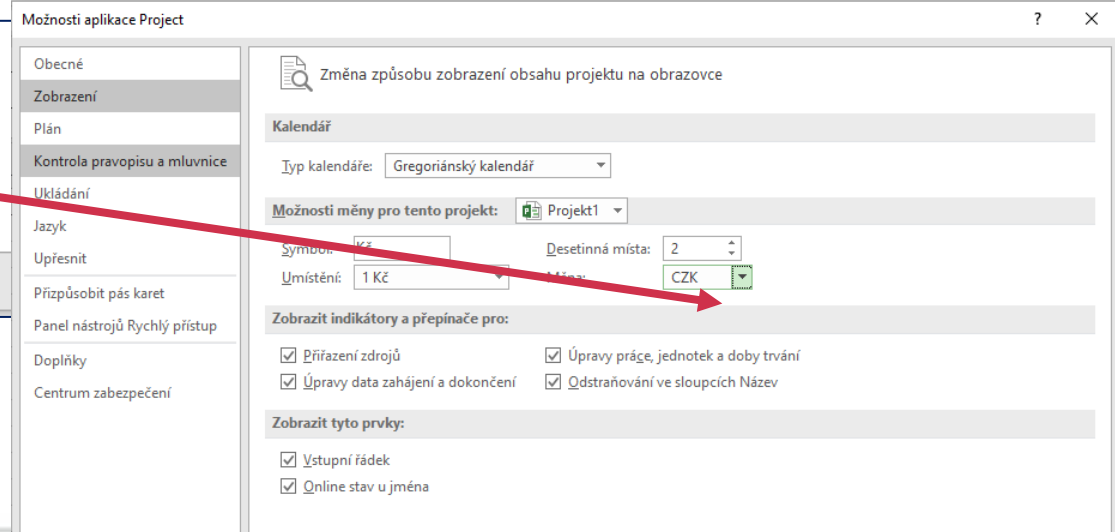 Možnosti aplikace Project
?
Obecné
Zobrazení
Plán
Kontrola pravopisu a mluvnice
Ukládání
Jazyk
Upřesnit
Přizpůsobit pás karet
Panel nástrojů Rychlý přístup
Doplňky
Centrum zabezpečení
Změna způsobu zobrazení obsahu projektu na obrazovce
Kalendář
Typ kalendáře: Gregoriánský kalendář
Možnosti měny pro tento projekt: Projekt1
Symbol: Kč Desetinná místa: 2
Umístění: 1 Kč Měna: CZK
Zobrazit indikátory a přepínače pro:
Přiřazení zdrojů Úpravy práce, jednotek a doby trvání
Úpravy data zahájení a dokončení Odstraňování ve sloupcích Název
Zobrazit tyto prvky:
Vstupní řádek
Online stav u jména